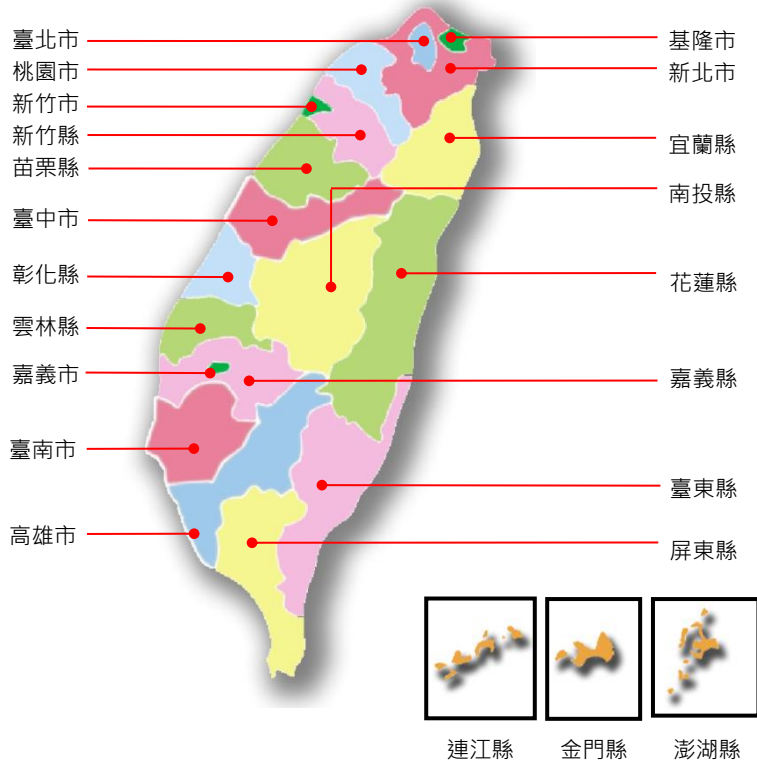 臺北市
桃園市
新竹市
新竹縣
苗栗縣
臺中市
彰化縣
雲林縣
嘉義市
臺南市
高雄市
基隆市
新北市
宜蘭縣
南投縣
花蓮縣
嘉義縣
臺東縣
屏東縣
連江縣
金門縣
澎湖縣